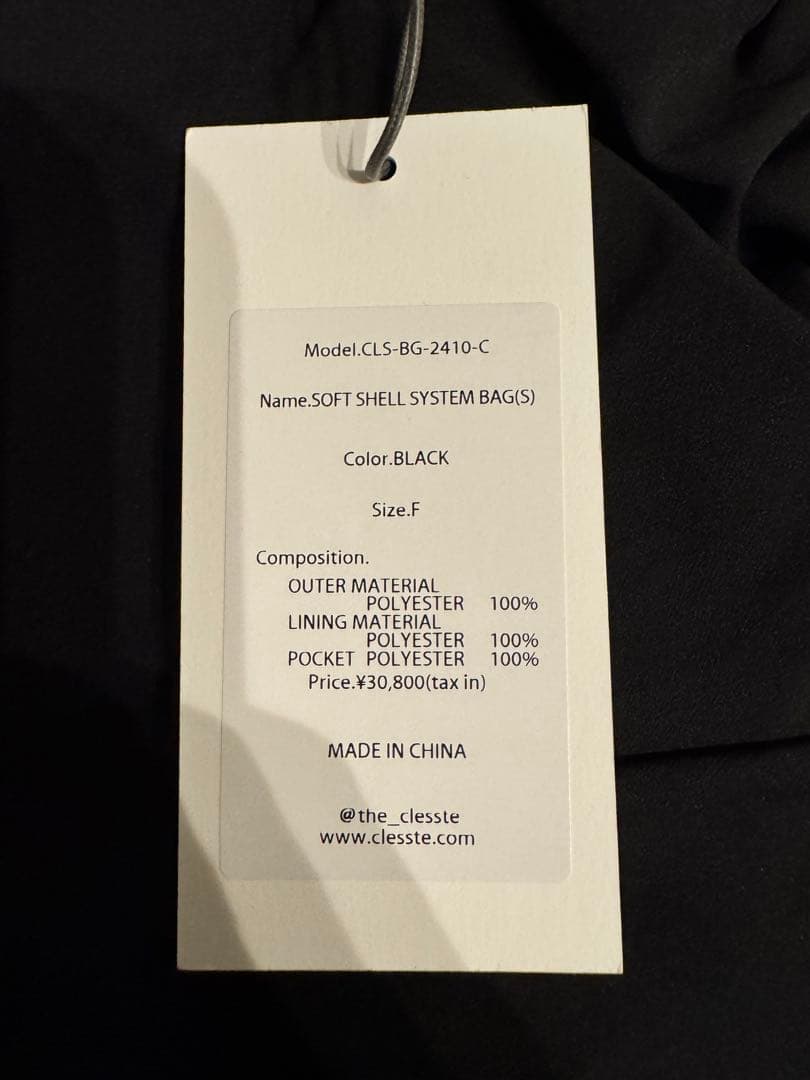 Model.CLS-BG-2410-C
Name.SOFT SHELL SYSTEM BAG(S)
Color.BLACK
Size.F
Composition.
OUTER MATERIAL
POLYESTER 100%
LINING MATERIAL
POLYESTER 100%
POCKET POLYESTER 100%
Price.¥30,800(tax in)
MADE IN CHINA
@the_clesste
www.clesste.com